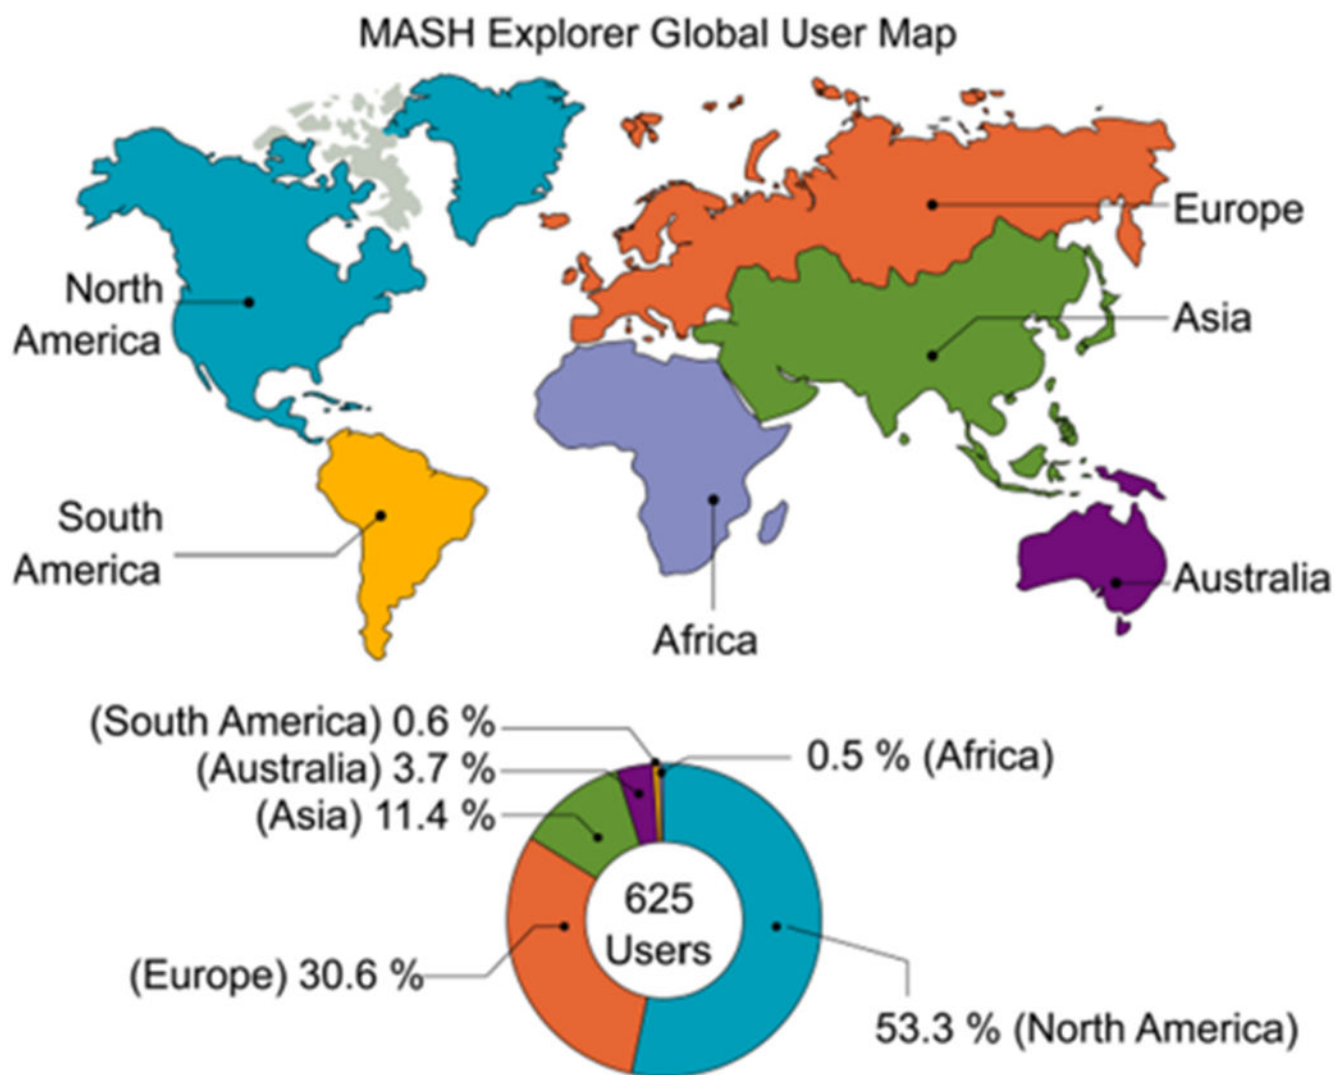 MASH Explorer Global User Map
Europe
North
America
Asia
South
America
Australia
Africa
(South America) 0.6 %
0.5 % (Africa)
(Australia) 3.7 %
(Asia) 11.4 %
625
Users
(Europe) 30.6 %
53.3 % (North America)